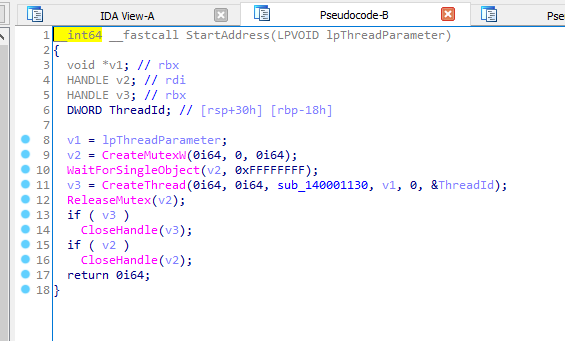 IDA View-A Pseudocode-B Pse
1 __int64 __fastcall StartAddress(LPVOID lpThreadParameter)
2 {
3 void *v1; // rbx
4 HANDLE v2; // rdi
5 HANDLE v3; // rbx
6 DWORD ThreadId; // [rsp+30h] [rbp-18h]
7
8 v1 = lpThreadParameter;
9 v2 = CreateMutexW(0i64, 0, 0i64);
10 WaitForSingleObject(v2, 0xFFFFFFFF);
11 v3 = CreateThread(0i64, 0i64, sub_140001130, v1, 0, &ThreadId);
12 ReleaseMutex(v2);
13 if ( v3 )
14 CloseHandle(v3);
15 if ( v2 )
16 CloseHandle(v2);
17 return 0i64;
18 }